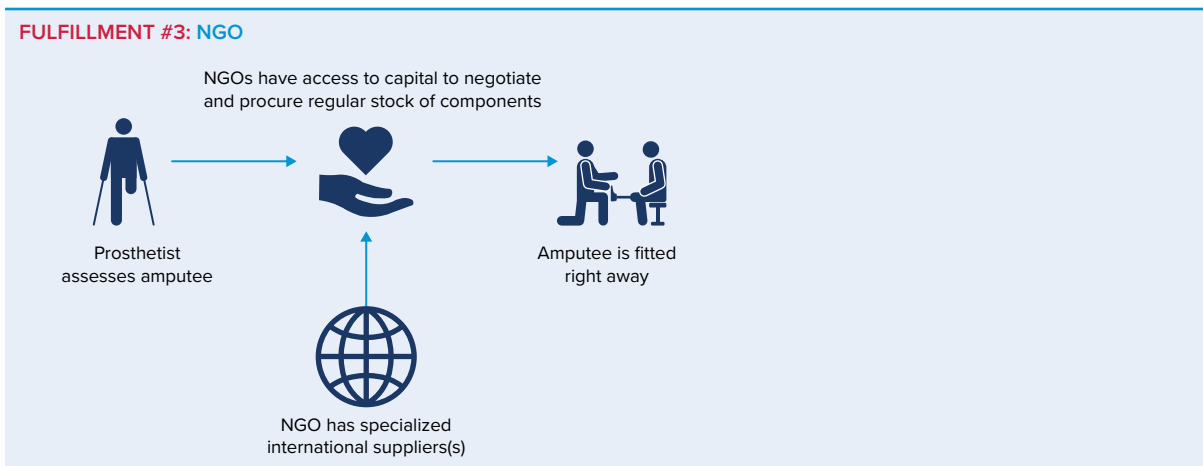 FULFILLMENT #3: NGO
NGOs have access to capital to negotiate
and procure regular stock of components
Prosthetist
assesses amputee
Amputee is fitted
right away
NGO has specialized
international suppliers(s)